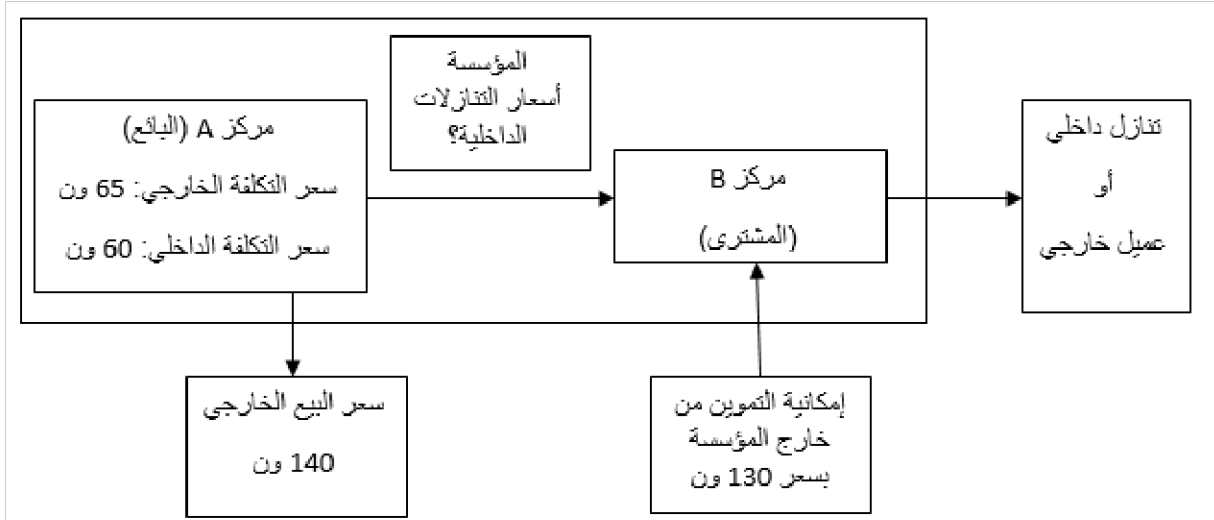 المؤسسة
أسعار التنازلات
الداخلية؟
مركز A (البائع)
سعر التكلفة الخارجي: 65 ون
سعر التكلفة الداخلي: 60 ون
مركز B
(المشترى)
تنازل داخلي
أو
عميل خارجي
سعر البيع الخارجي
140 ون
إمكانية التموين من
خارج المؤسسة
بسعر 130 ون